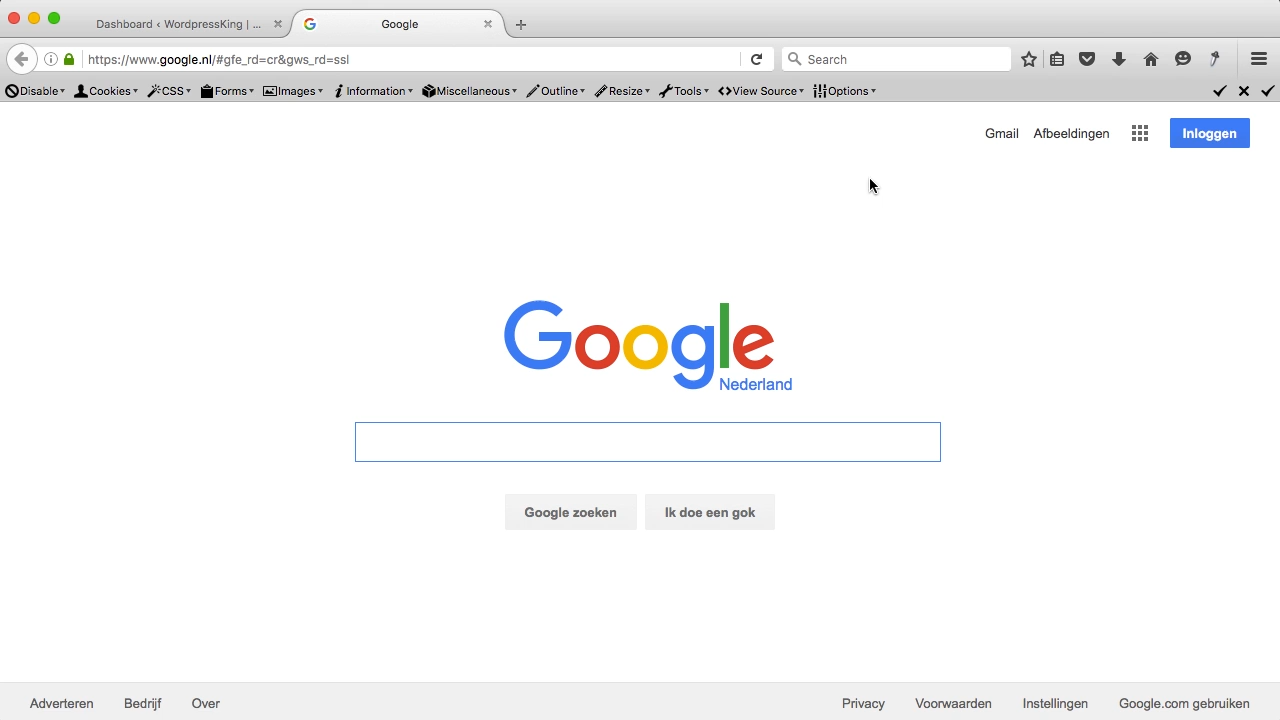 Dashboard ‹ WordpressKing | ...
Google
https://www.google.nl/#gfe_rd=cr&gws_rd=ssl
Search
Disable Cookies CSS Forms Images Information Miscellaneous Outline Resize Tools View Source Options
Gmail Afbeeldingen Inloggen
Google
Nederland
Google zoeken Ik doe een gok
Adverteren Bedrijf Over Privacy Voorwaarden Instellingen Google.com gebruiken